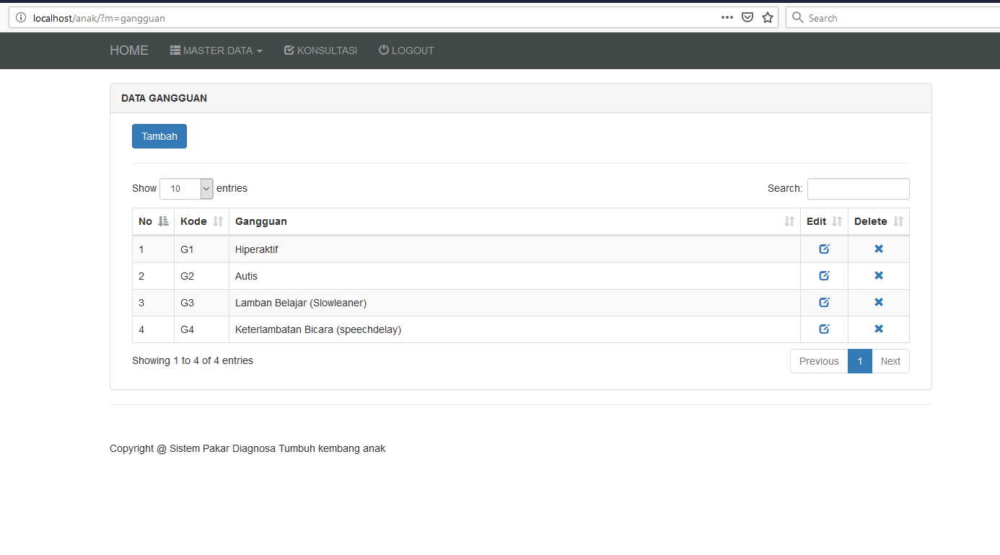 localhost/anak/?m=gangguan
Search
HOME MASTER DATA KONSULTASI LOGOUT
DATA GANGGUAN
Tambah
Show 10 entries Search:
No Kode Gangguan Edit Delete
1 G1 Hiperaktif
2 G2 Autis
3 G3 Lamban Belajar (Slowleaner)
4 G4 Keterlambatan Bicara (speechdelay)
Showing 1 to 4 of 4 entries Previous 1 Next
Copyright @ Sistem Pakar Diagnosa Tumbuh kembang anak